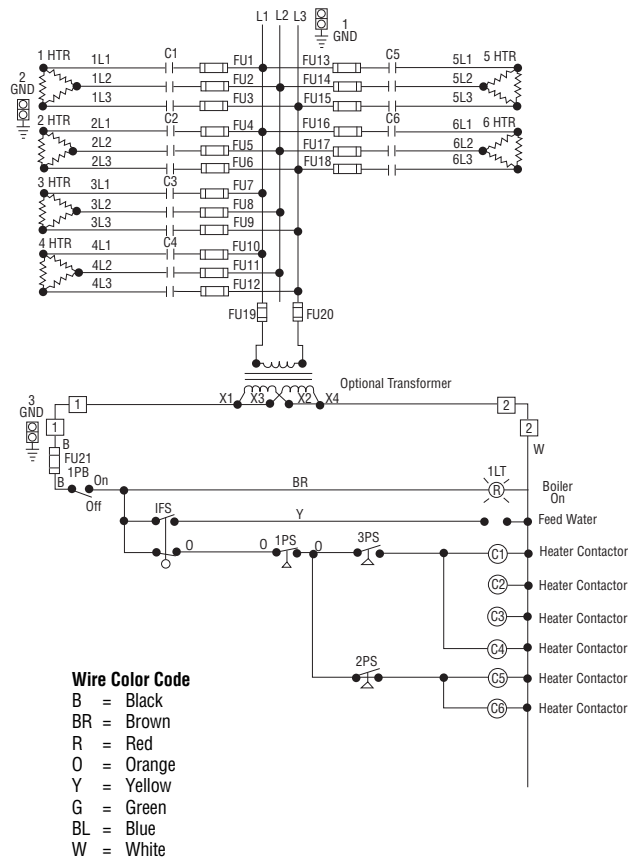 L1 L2 L3 1 GND
1 HTR 1L1 C1 FU1 FU13 C5 5L1 5 HTR
2 GND 1L2 FU2 FU14 5L2
1L3 FU3 FU15 5L3
2 HTR 2L1 C2 FU4 FU16 C6 6L1 6 HTR
2L2 FU5 FU17 6L2
2L3 FU6 FU18 6L3
3 HTR 3L1 C3 FU7
3L2 FU8
3L3 FU9
4 HTR 4L1 C4 FU10
4L2 FU11
4L3 FU12
FU19 FU20
Optional Transformer
X1 X3 X2 X4
3 GND 1 2
1 2
B W
FU21
1PB
B On BR 1LT R Boiler On
Off
IFS Y Feed Water
O O 1PS O 3PS C1 Heater Contactor
C2 Heater Contactor
C3 Heater Contactor
C4 Heater Contactor
2PS C5 Heater Contactor
C6 Heater Contactor
Wire Color Code
B = Black
BR = Brown
R = Red
O = Orange
Y = Yellow
G = Green
BL = Blue
W = White